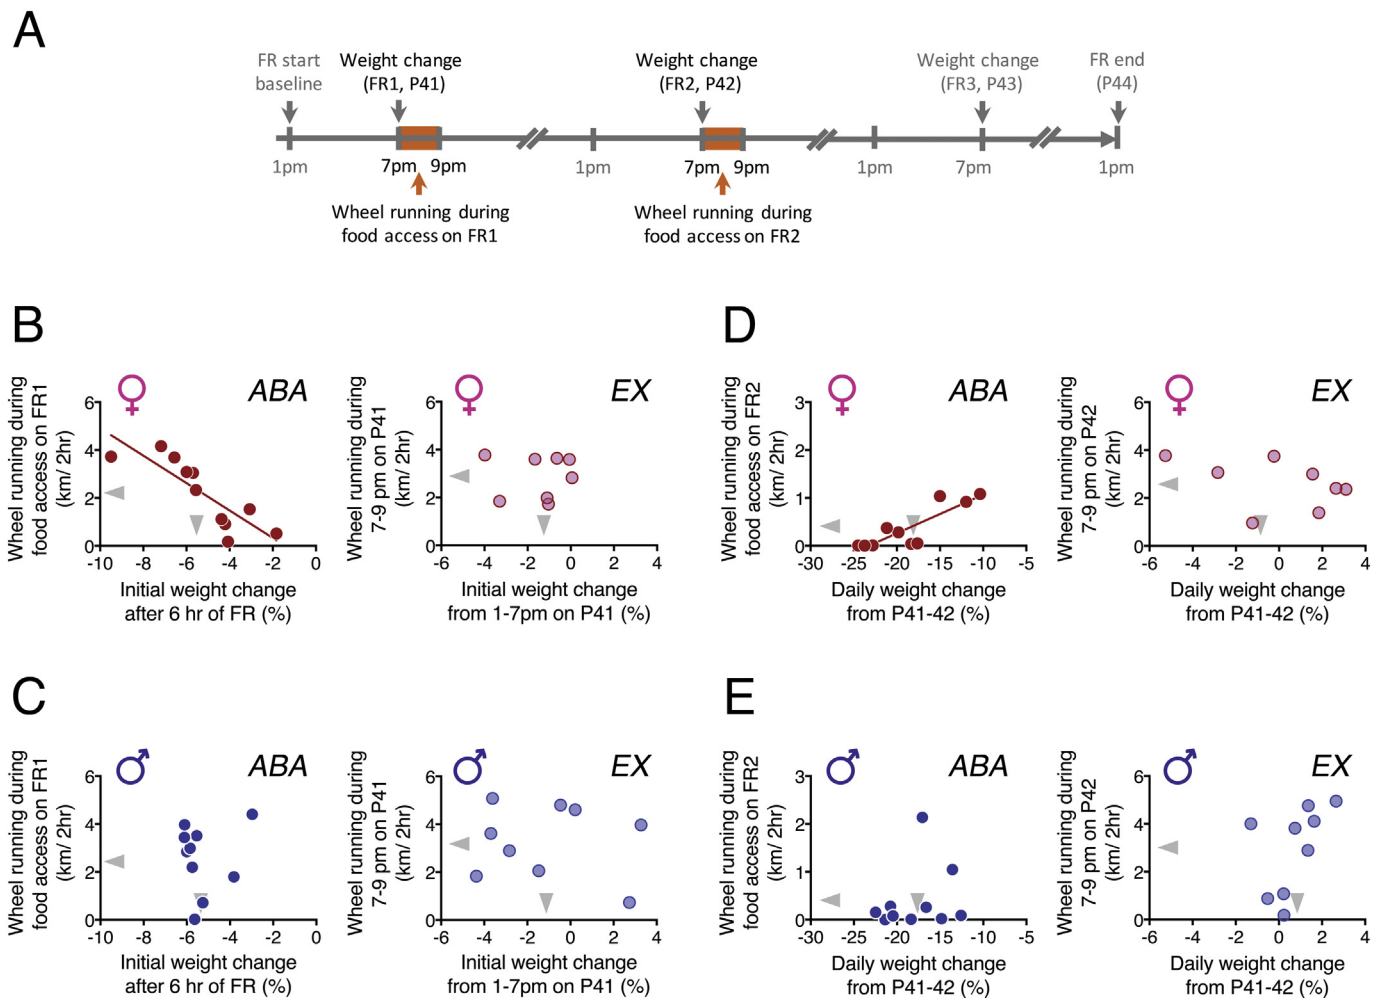 A
FR start
baseline
Weight change
(FR1, P41)
Weight change
(FR2, P42)
Weight change
(FR3, P43)
FR end
(P44)
1pm
7pm
9pm
1pm
7pm
9pm
1pm
7pm
1pm
Wheel running during
food access on FR1
Wheel running during
food access on FR2
B
Wheel running during
food access on FR1
(km/ 2hr)
♀
ABA
6
4
2
0
-10 -8 -6 -4 -2 0
Initial weight change
after 6 hr of FR (%)
Wheel running during
7-9 pm on P41
(km/ 2hr)
♀
EX
6
4
2
0
-6 -4 -2 0 2 4
Initial weight change
from 1-7pm on P41 (%)
D
Wheel running during
food access on FR2
(km/ 2hr)
♀
ABA
3
2
1
0
-30 -25 -20 -15 -10 -5
Daily weight change
from P41-42 (%)
Wheel running during
7-9 pm on P42
(km/ 2hr)
♀
EX
6
4
2
0
-6 -4 -2 0 2 4
Daily weight change
from P41-42 (%)
C
Wheel running during
food access on FR1
(km/ 2hr)
♂
ABA
6
4
2
0
-10 -8 -6 -4 -2 0
Initial weight change
after 6 hr of FR (%)
Wheel running during
7-9 pm on P41
(km/ 2hr)
♂
EX
6
4
2
0
-6 -4 -2 0 2 4
Initial weight change
from 1-7pm on P41 (%)
E
Wheel running during
food access on FR2
(km/ 2hr)
♂
ABA
3
2
1
0
-30 -25 -20 -15 -10 -5
Daily weight change
from P41-42 (%)
Wheel running during
7-9 pm on P42
(km/ 2hr)
♂
EX
6
4
2
0
-6 -4 -2 0 2 4
Daily weight change
from P41-42 (%)